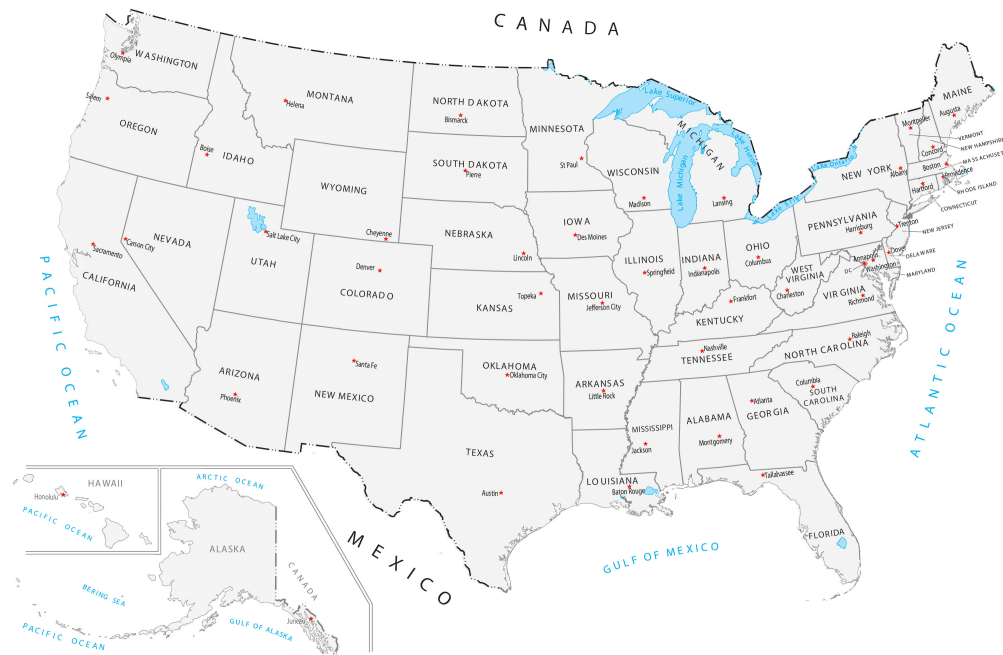 CANADA
WASHINGTON
Olympia
MONTANA
Helena
NORTH DAKOTA
Bismarck
MINNESOTA
St Paul
Lake Superior
MICHIGAN
Lake Huron
Lake Michigan
Lansing
MAINE
Augusta
Montpelier
VERMONT
NEW HAMPSHIRE
Concord
MASSACHUSET
Boston
Providence
RHODE ISLAND
Hartford
CONNECTICUT
NEW YORK
Albany
Lake Ontario
Lake Erie
Salem
OREGON
Boise
IDAHO
WYOMING
Cheyenne
SOUTH DAKOTA
Pierre
WISCONSIN
Madison
IOWA
Des Moines
NEBRASKA
Lincoln
PENNSYLVANIA
Harrisburg
Trenton
NEW JERSEY
Dover
DELAWARE
Annapolis
DC
Washington
MARYLAND
OHIO
Columbus
INDIANA
Indianapolis
ILLINOIS
Springfield
WEST
VIRGINIA
Charleston
VIRGINIA
Richmond
NEVADA
Carson City
Sacramento
CALIFORNIA
Salt Lake City
UTAH
Denver
COLORADO
Topeka
KANSAS
MISSOURI
Jefferson City
Frankfort
KENTUCKY
Nashville
TENNESSEE
Raleigh
NORTH CAROLINA
Columbia
SOUTH
CAROLINA
ARIZONA
Phoenix
Santa Fe
NEW MEXICO
OKLAHOMA
Oklahoma City
ARKANSAS
Little Rock
MISSISSIPPI
Jackson
ALABAMA
Montgomery
Atlanta
GEORGIA
TEXAS
Austin
LOUISIANA
Baton Rouge
Tallahassee
FLORIDA
PACIFIC OCEAN
ATLANTIC OCEAN
GULF OF MEXICO
MEXICO
HAWAII
Honolulu
PACIFIC OCEAN
ARCTIC OCEAN
ALASKA
CANADA
Juneau
BERING SEA
GULF OF ALASKA
PACIFIC OCEAN